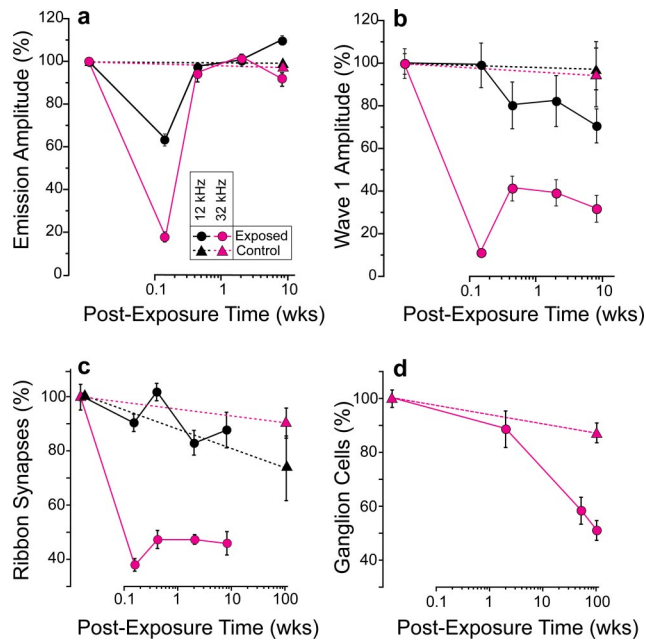 a
120
100
80
60
40
20
0
Emission Amplitude (%)
12 kHz
32 kHz
Exposed
Control
0.1
1
10
Post-Exposure Time (wks)
b
120
100
80
60
40
20
0
Wave 1 Amplitude (%)
0.1
1
10
Post-Exposure Time (wks)
c
120
100
80
60
40
Ribbon Synapses (%)
0.1
1
10
100
Post-Exposure Time (wks)
d
120
100
80
60
40
Ganglion Cells (%)
0.1
1
10
100
Post-Exposure Time (wks)